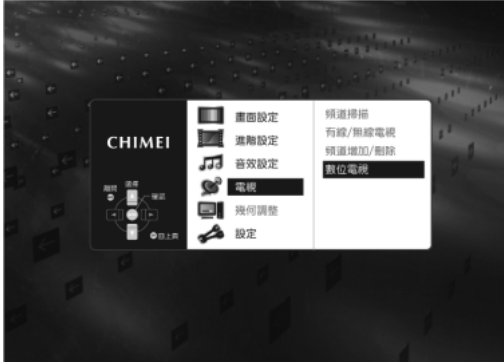 CHIMEI
離開
選擇
確認
回上頁
畫面設定
進階設定
音效設定
電視
幾何調整
設定
頻道掃描
有線/無線電視
頻道增加/刪除
數位電視